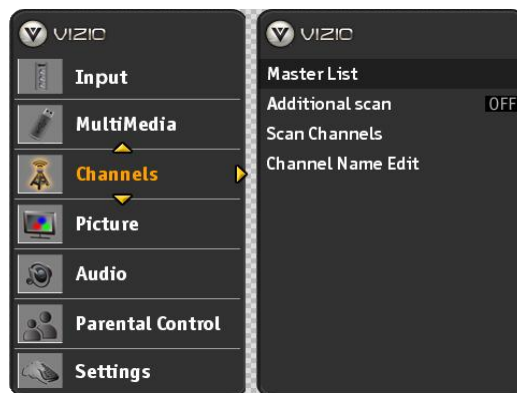 VIZIO
Input
MultiMedia
Channels
Picture
Audio
Parental Control
Settings
VIZIO
Master List
Additional scan OFF
Scan Channels
Channel Name Edit